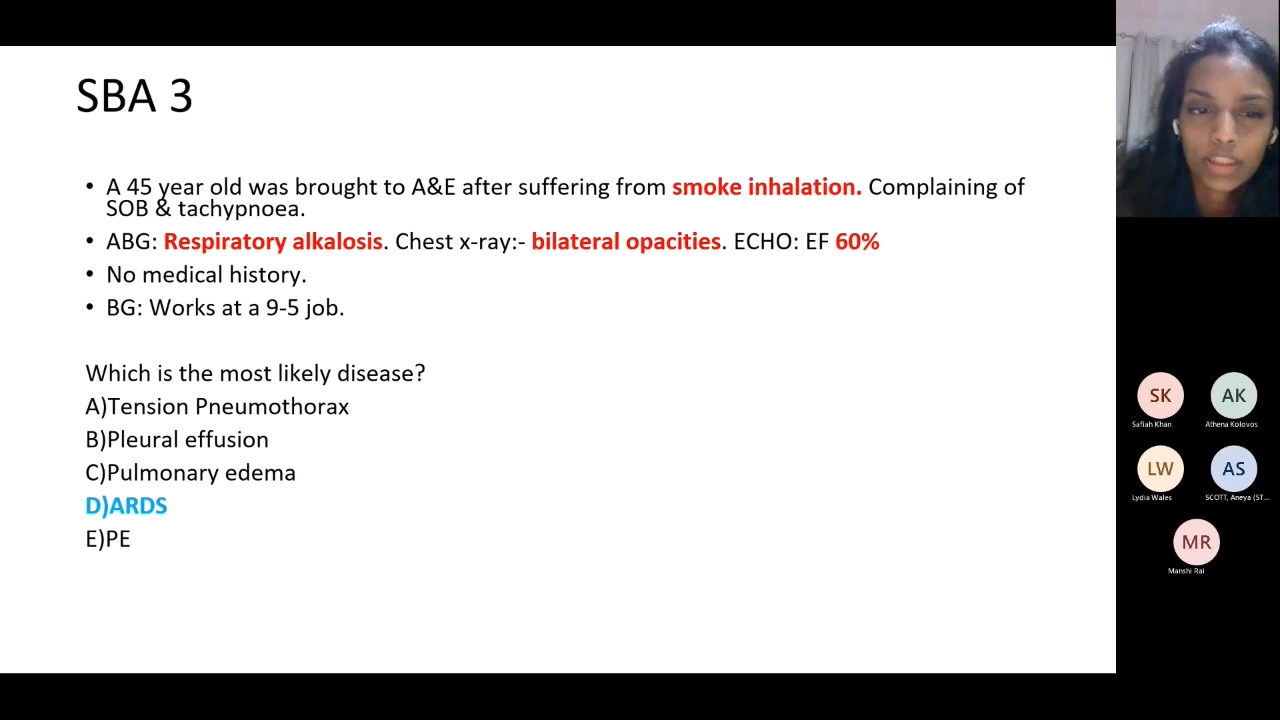 SBA 3
• A 45 year old was brought to A&E after suffering from smoke inhalation. Complaining of
SOB & tachypnoea.
• ABG: Respiratory alkalosis. Chest x-ray:- bilateral opacities. ECHO: EF 60%
• No medical history.
• BG: Works at a 9-5 job.
Which is the most likely disease?
A)Tension Pneumothorax
B)Pleural effusion
C)Pulmonary edema
D)ARDS
E)PE
SK
Safiah Khan
AK
Athena Kolovos
LW
Lydia Wales
AS
SCOTT, Aneya (ST...
MR
Manshi Rai